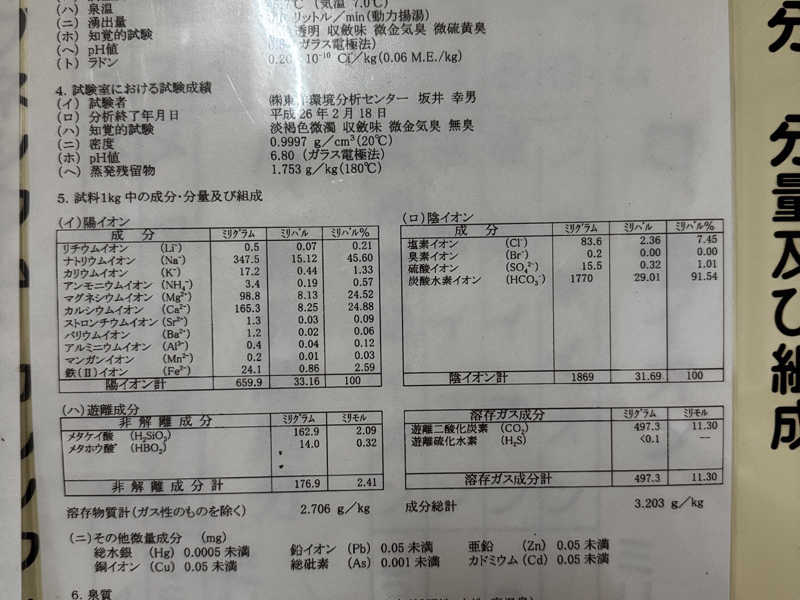 (ハ) 泉温 ℃ (気温 7.0℃)
(ニ) 湧出量 リットル／min(動力揚湯)
(ホ) 知覚的試験 透明 収斂味 微金気臭 微硫黄臭
(ヘ) pH値 (ガラス電極法)
(ト) ラドン Ci／kg(0.06 M.E./kg)
4. 試験室における試験成績
(イ) 試験者 ㈱東 環境分析センター 坂井 幸男
(ロ) 分析終了年月日 平成26年2月18日
(ハ) 知覚的試験 淡褐色微濁 収斂味 微金気臭 無臭
(ニ) 密度 0.9997 g／cm³(20℃)
(ホ) pH値 6.80 (ガラス電極法)
(ヘ) 蒸発残留物 1.753 g／kg(180℃)
5. 試料1kg中の成分・分量及び組成
(イ)陽イオン
成 分 ミリグラム ミリバル ミリバル%
リチウムイオン (Li⁺) 0.5 0.07 0.21
ナトリウムイオン (Na⁺) 347.5 15.12 45.60
カリウムイオン (K⁺) 17.2 0.44 1.33
アンモニウムイオン (NH₄⁺) 3.4 0.19 0.57
マグネシウムイオン (Mg²⁺) 98.8 8.13 24.52
カルシウムイオン (Ca²⁺) 165.3 8.25 24.88
ストロンチウムイオン (Sr²⁺) 1.3 0.03 0.09
バリウムイオン (Ba²⁺) 1.2 0.02 0.06
アルミニウムイオン (Al³⁺) 0.4 0.04 0.12
マンガンイオン (Mn²⁺) 0.2 0.01 0.03
鉄(Ⅱ)イオン (Fe²⁺) 24.1 0.86 2.59
陽イオン計 659.9 33.16 100
(ロ)陰イオン
成 分 ミリグラム ミリバル ミリバル%
塩素イオン (Cl⁻) 83.6 2.36 7.45
臭素イオン (Br⁻) 0.2 0.00 0.00
硫酸イオン (SO₄²⁻) 15.5 0.32 1.01
炭酸水素イオン (HCO₃⁻) 1770 29.01 91.54
陰イオン計 1869 31.69 100
(ハ)遊離成分
非解離成分 ミリグラム ミリモル
メタケイ酸 (H₂SiO₃) 162.9 2.09
メタホウ酸 (HBO₂) 14.0 0.32
非解離成分計 176.9 2.41
溶存ガス成分 ミリグラム ミリモル
遊離二酸化炭素 (CO₂) 497.3 11.30
遊離硫化水素 (H₂S) <0.1 ―
溶存ガス成分計 497.3 11.30
溶存物質計(ガス性のものを除く) 2.706 g／kg 成分総計 3.203 g/kg
(ニ)その他微量成分 (mg)
総水銀 (Hg) 0.0005 未満 鉛イオン (Pb) 0.05 未満 亜鉛 (Zn) 0.05 未満
銅イオン (Cu) 0.05 未満 総砒素 (As) 0.001 未満 カドミウム (Cd) 0.05 未満
6. 泉質
分 分量及び組成